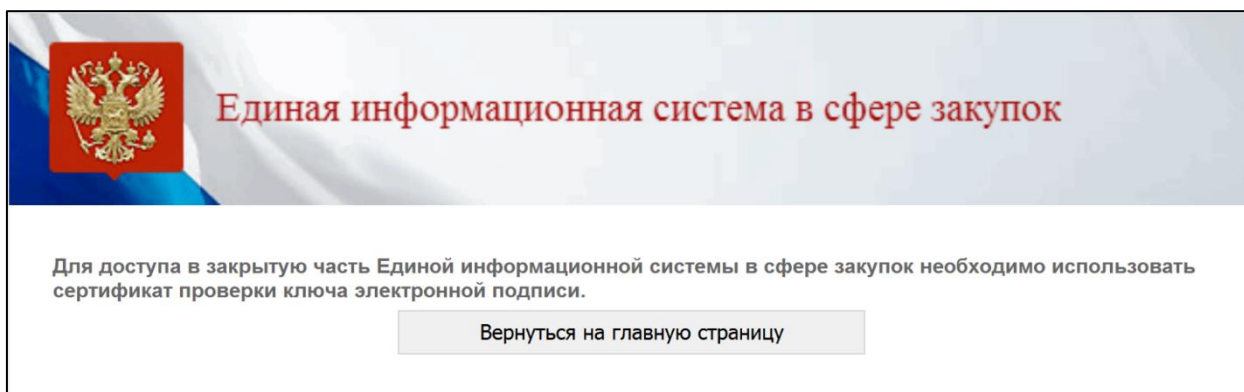 Единая информационная система в сфере закупок
Для доступа в закрытую часть Единой информационной системы в сфере закупок необходимо использовать
сертификат проверки ключа электронной подписи.
Вернуться на главную страницу